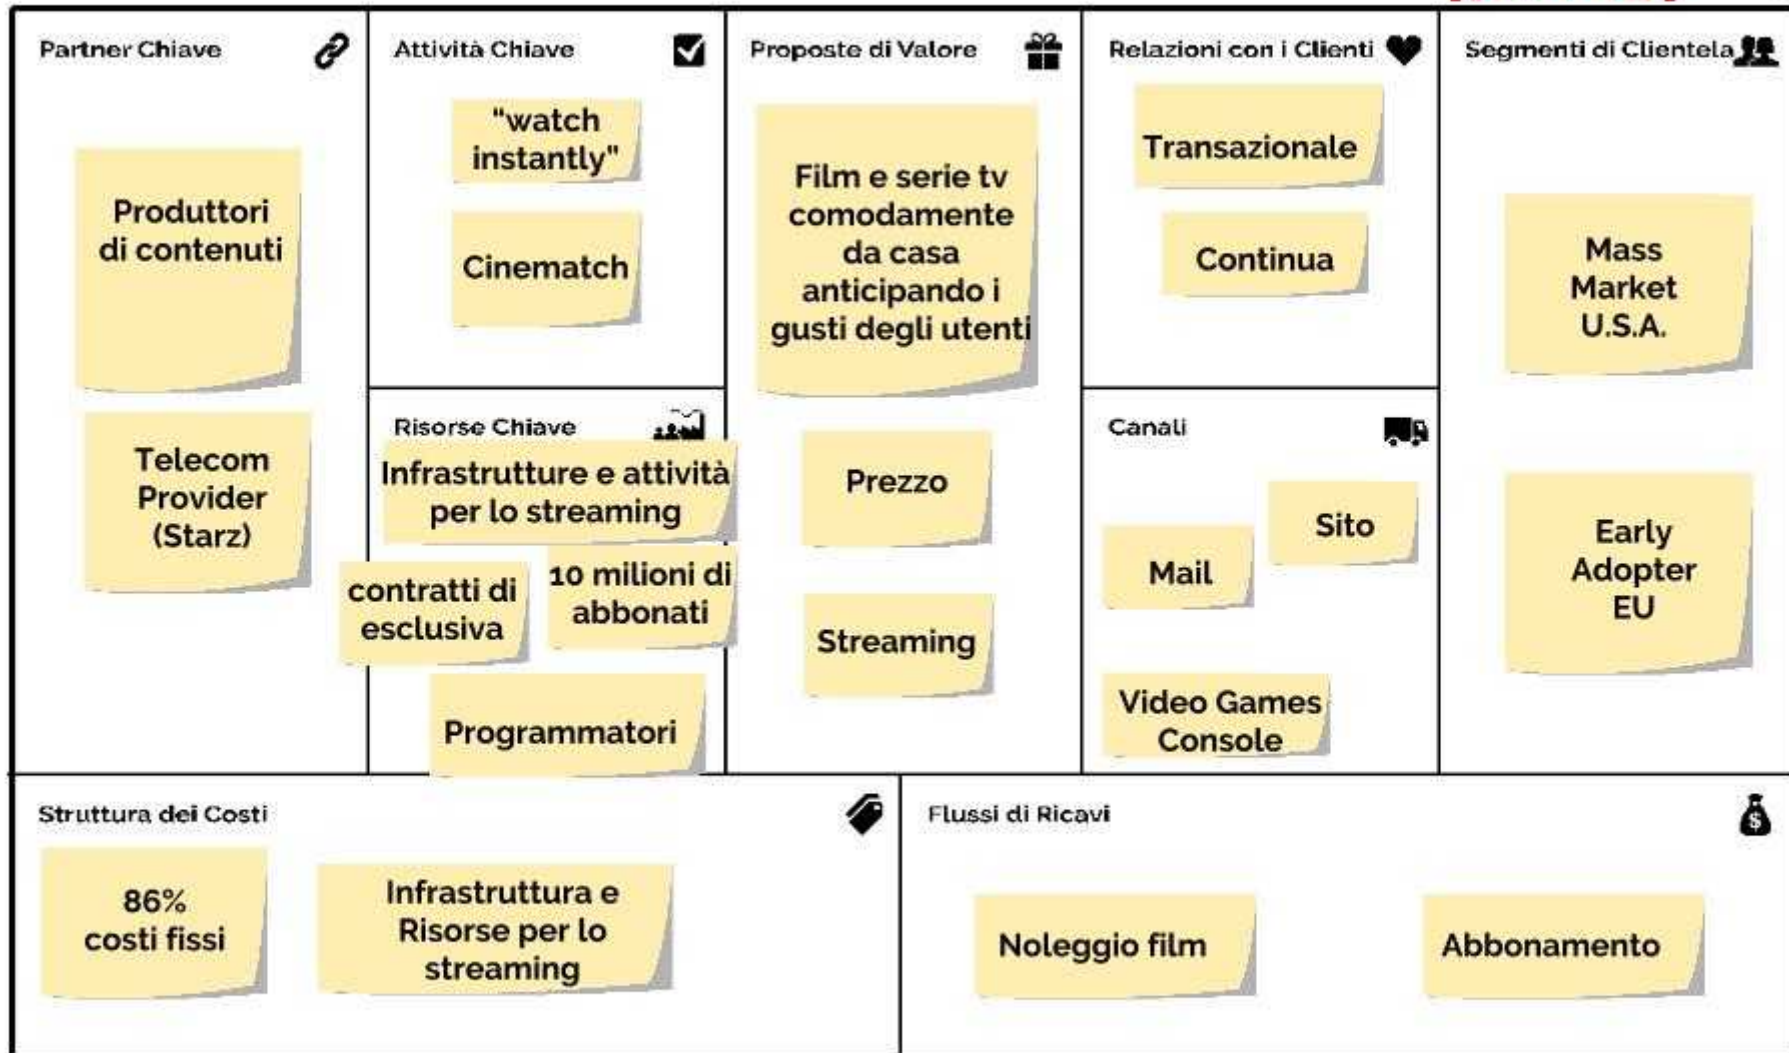 Partner Chiave
Produttori
di contenuti
Telecom
Provider
(Starz)
Attività Chiave
"watch
instantly"
Cinematch
Risorse Chiave
Infrastrutture e attività
per lo streaming
contratti di
esclusiva
10 milioni di
abbonati
Programmatori
Proposte di Valore
Film e serie tv
comodamente
da casa
anticipando i
gusti degli utenti
Prezzo
Streaming
Relazioni con i Clienti
Transazionale
Continua
Canali
Sito
Mail
Video Games
Console
Segmenti di Clientela
Mass
Market
U.S.A.
Early
Adopter
EU
Struttura dei Costi
86%
costi fissi
Infrastruttura e
Risorse per lo
streaming
Flussi di Ricavi
$
Noleggio film
Abbonamento